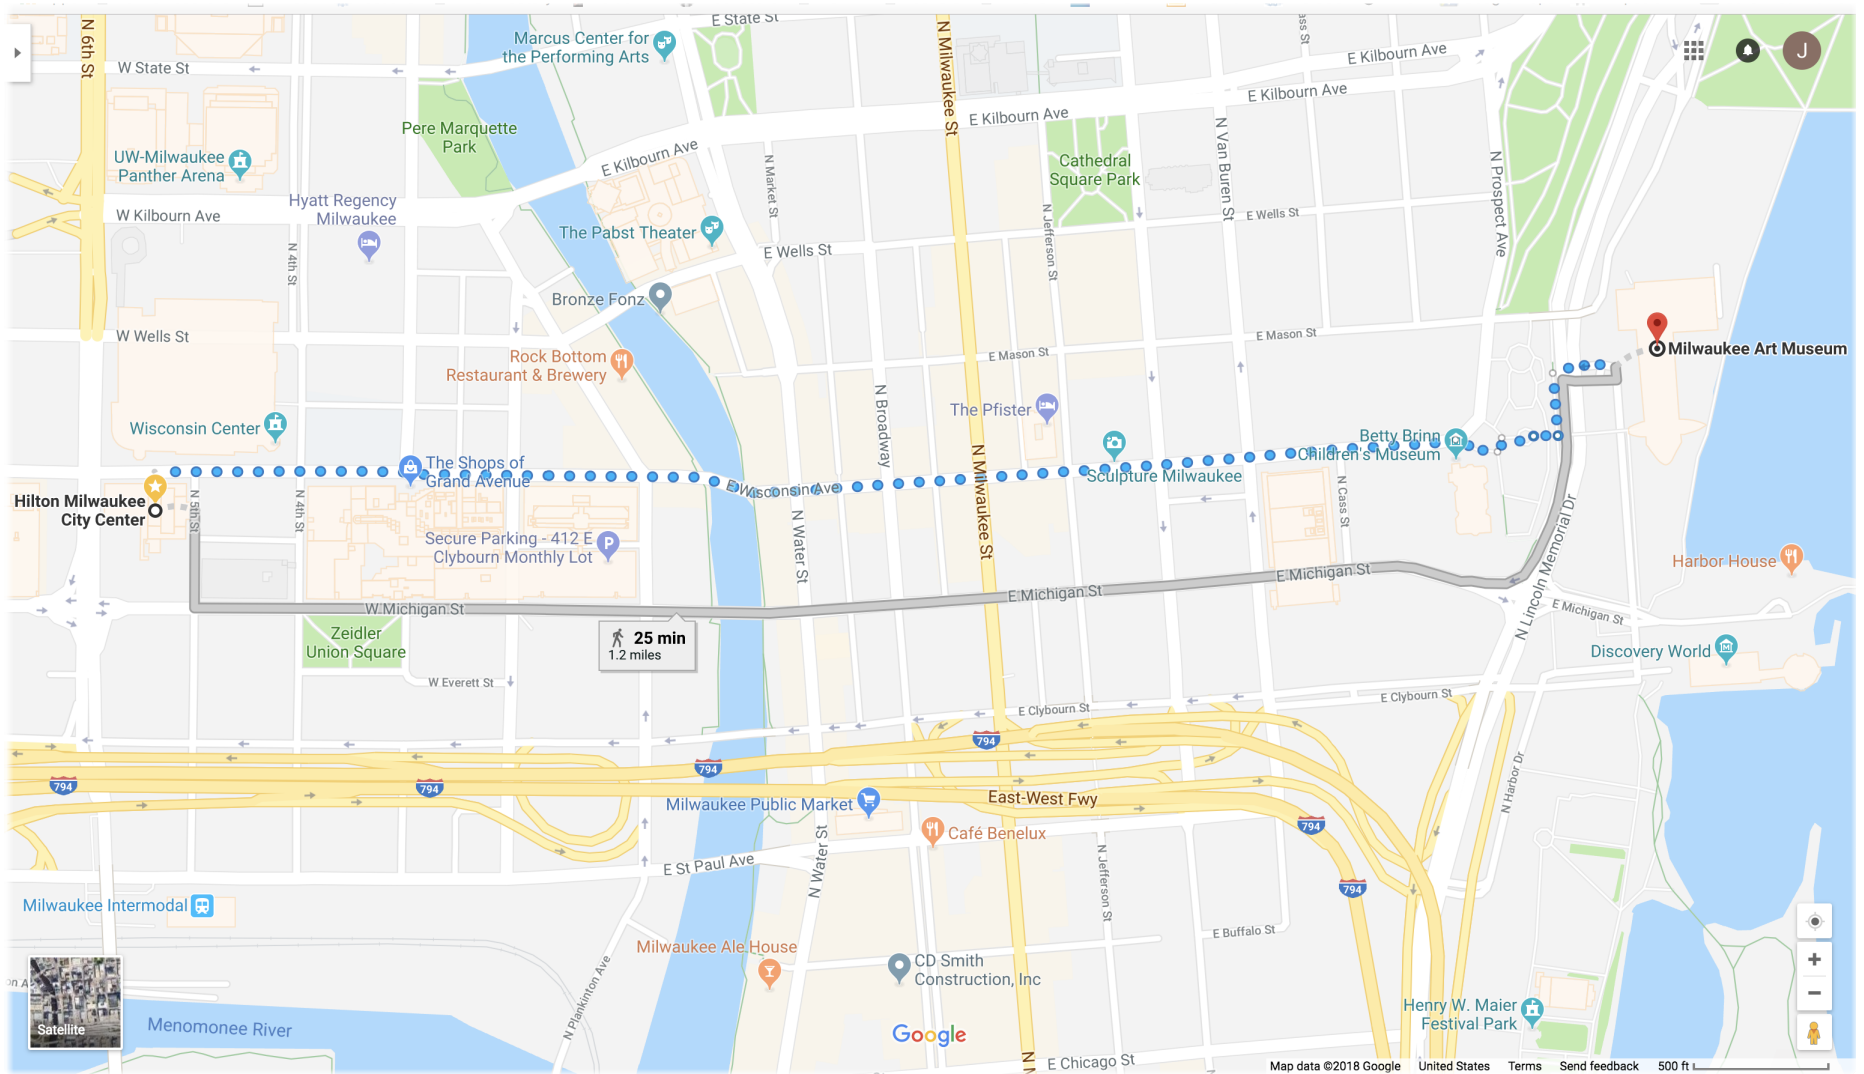 E State St
Marcus Center for
the Performing Arts
N 6th St
W State St
N Milwaukee St
E Kilbourn Ave
J
E Kilbourn Ave
E Kilbourn Ave
Pere Marquette
Park
UW-Milwaukee
Panther Arena
E Kilbourn Ave
N Market St
Cathedral
Square Park
N Van Buren St
N Prospect Ave
Hyatt Regency
Milwaukee
W Kilbourn Ave
The Pabst Theater
E Wells St
N Jefferson St
E Wells St
N 4th St
Bronze Fonz
W Wells St
E Mason St
E Mason St
Milwaukee Art Museum
Rock Bottom
Restaurant & Brewery
N Broadway
The Pfister
Wisconsin Center
Betty Brinn
Children's Museum
The Shops of
Grand Avenue
Sculpture Milwaukee
E Wisconsin Ave
N Milwaukee St
Hilton Milwaukee
City Center
N 5th St
N 4th St
N Cass St
N Water St
Secure Parking - 412 E
Clybourn Monthly Lot
N Lincoln Memorial Dr
Harbor House
E Michigan St
E Michigan St
W Michigan St
E Michigan St
Zeidler
Union Square
25 min
1.2 miles
Discovery World
W Everett St
E Clybourn St
E Clybourn St
794
794
794
794
N Harbor Dr
East-West Fwy
Milwaukee Public Market
794
Café Benelux
N Water St
E St Paul Ave
N Jefferson St
794
Milwaukee Intermodal
E Buffalo St
Milwaukee Ale House
CD Smith
Construction, Inc
N Plankinton Ave
Satellite
Menomonee River
Henry W. Maier
Festival Park
Google
E Chicago St
Map data ©2018 Google
United States
Terms
Send feedback
500 ft